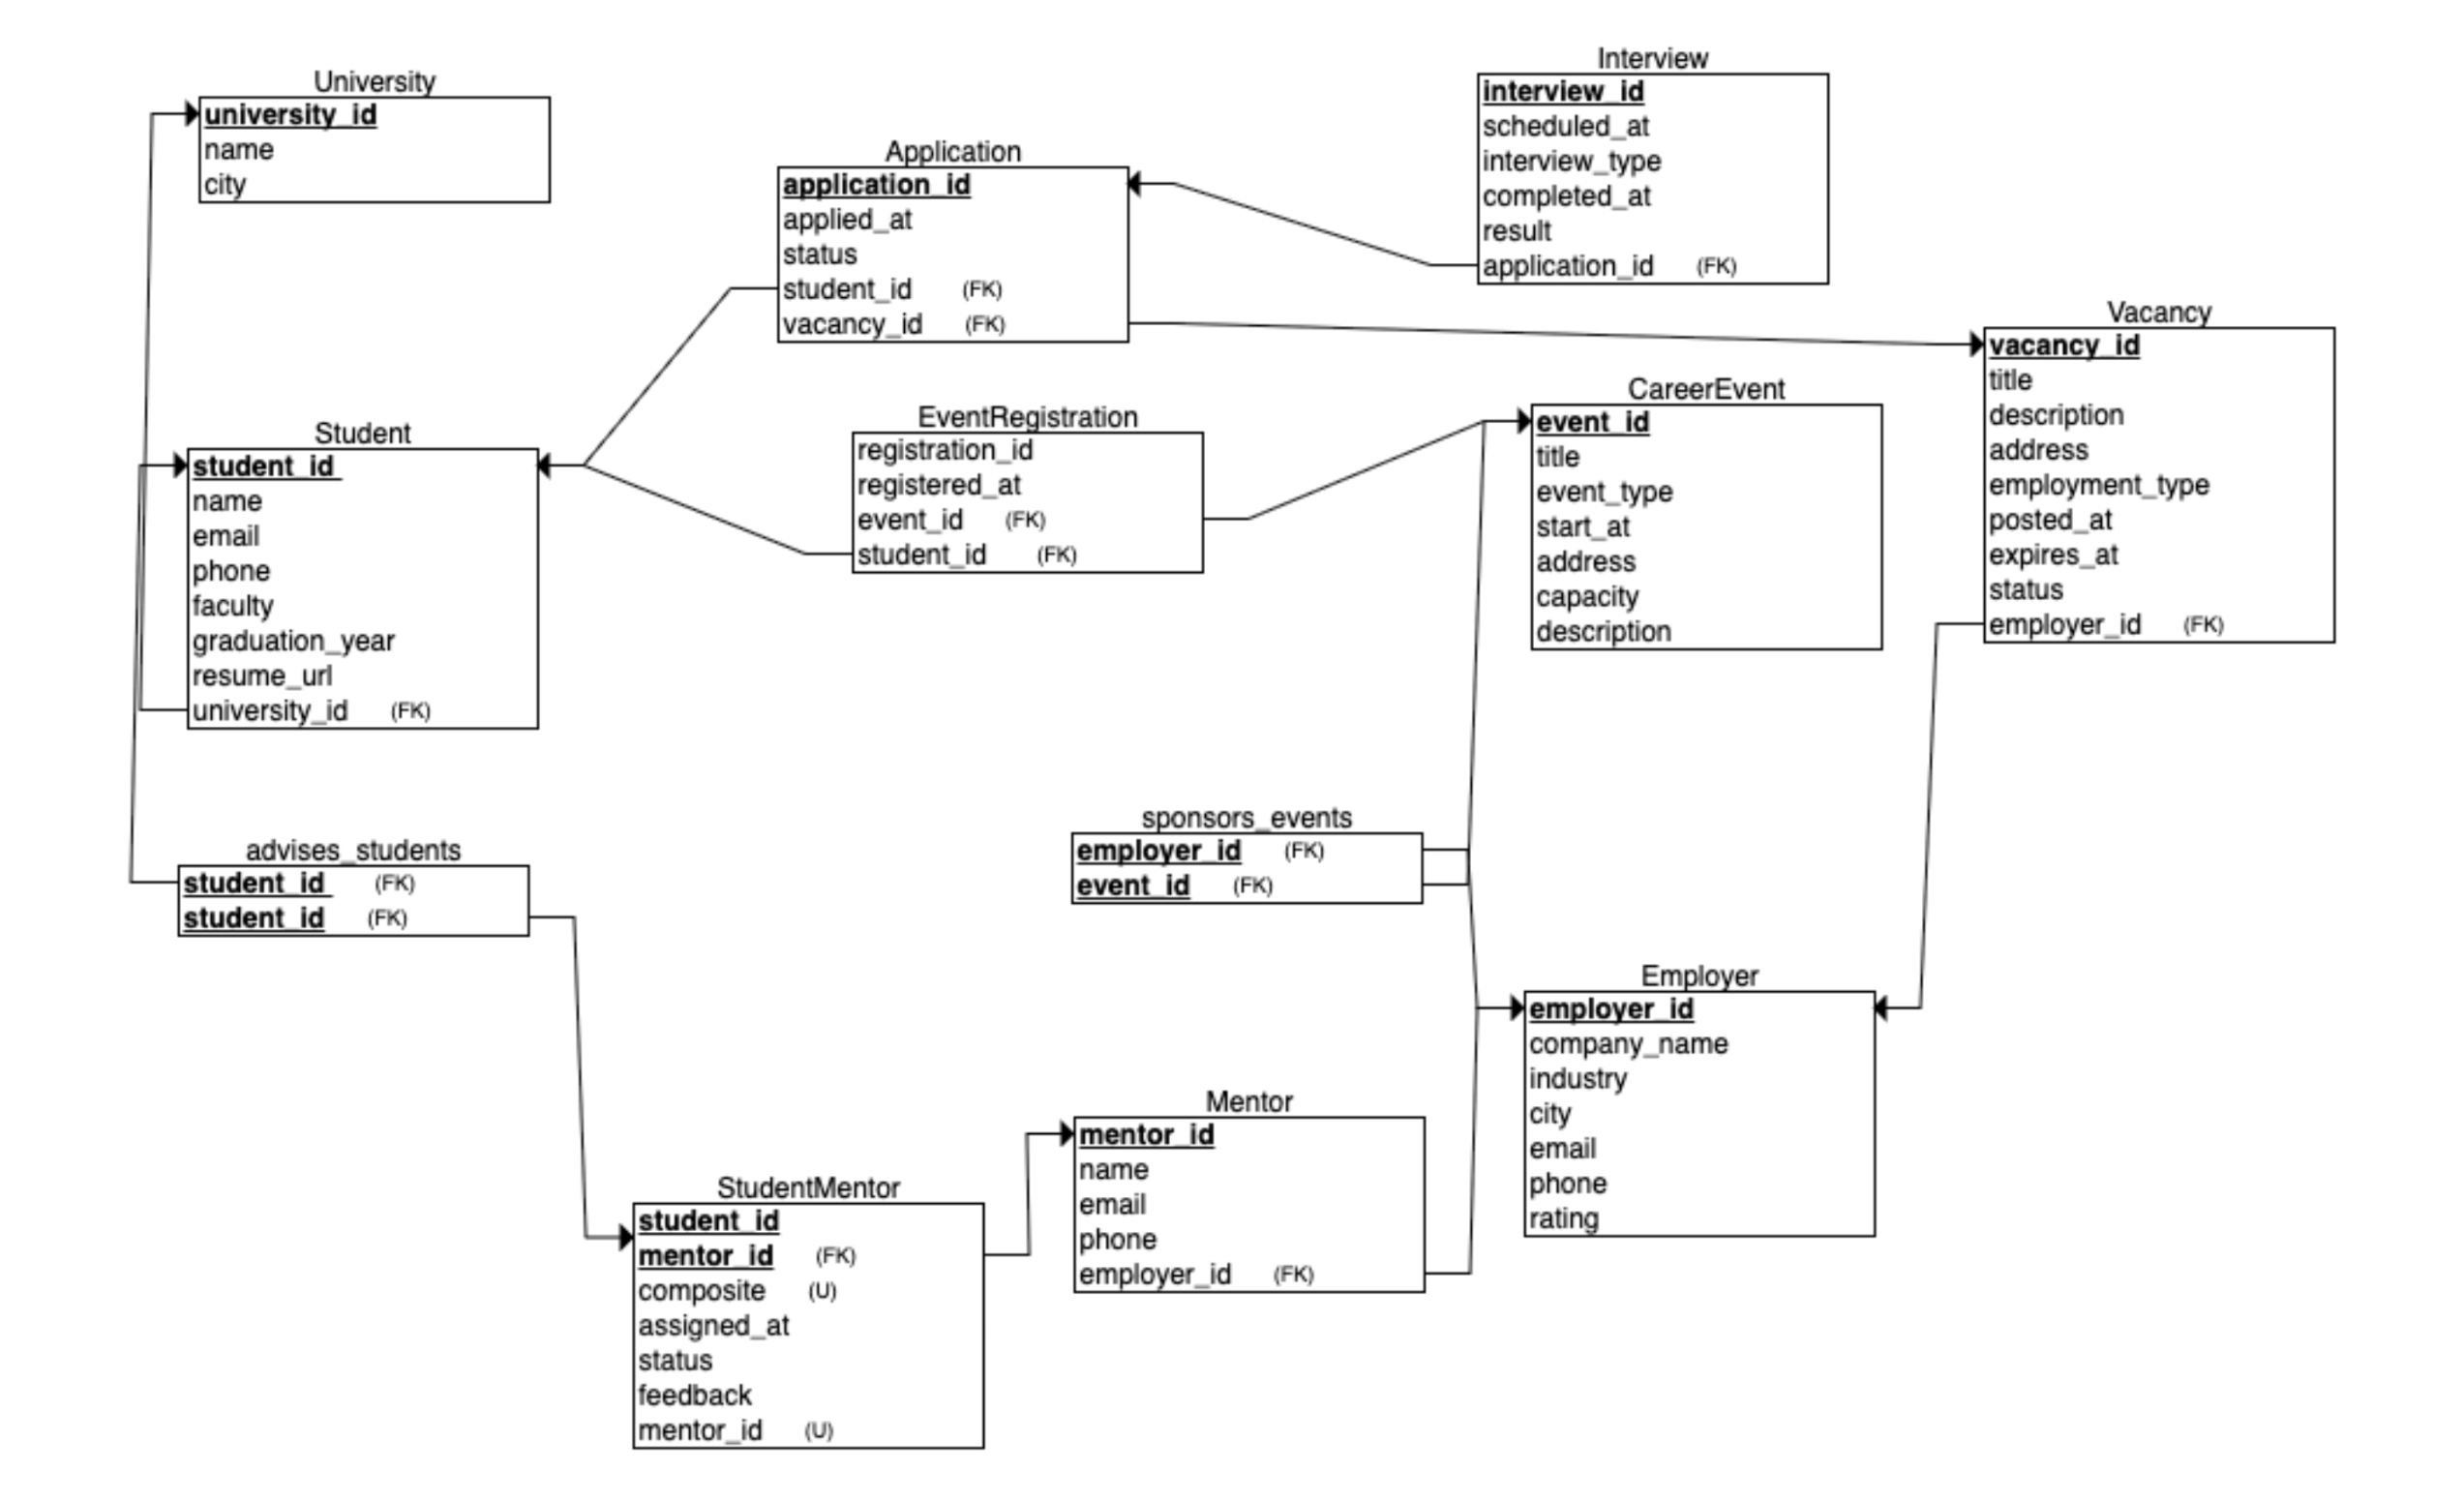 University
university_id
name
city
Application
application_id
applied_at
status
student_id (FK)
vacancy_id (FK)
Interview
interview_id
scheduled_at
interview_type
completed_at
result
application_id (FK)
Vacancy
vacancy_id
title
description
address
employment_type
posted_at
expires_at
status
employer_id (FK)
Student
student_id
name
email
phone
faculty
graduation_year
resume_url
university_id (FK)
EventRegistration
registration_id
registered_at
event_id (FK)
student_id (FK)
CareerEvent
event_id
title
event_type
start_at
address
capacity
description
advises_students
student_id (FK)
student_id (FK)
sponsors_events
employer_id (FK)
event_id (FK)
Employer
employer_id
company_name
industry
city
email
phone
rating
Mentor
mentor_id
name
email
phone
employer_id (FK)
StudentMentor
student_id
mentor_id (FK)
composite (U)
assigned_at
status
feedback
mentor_id (U)